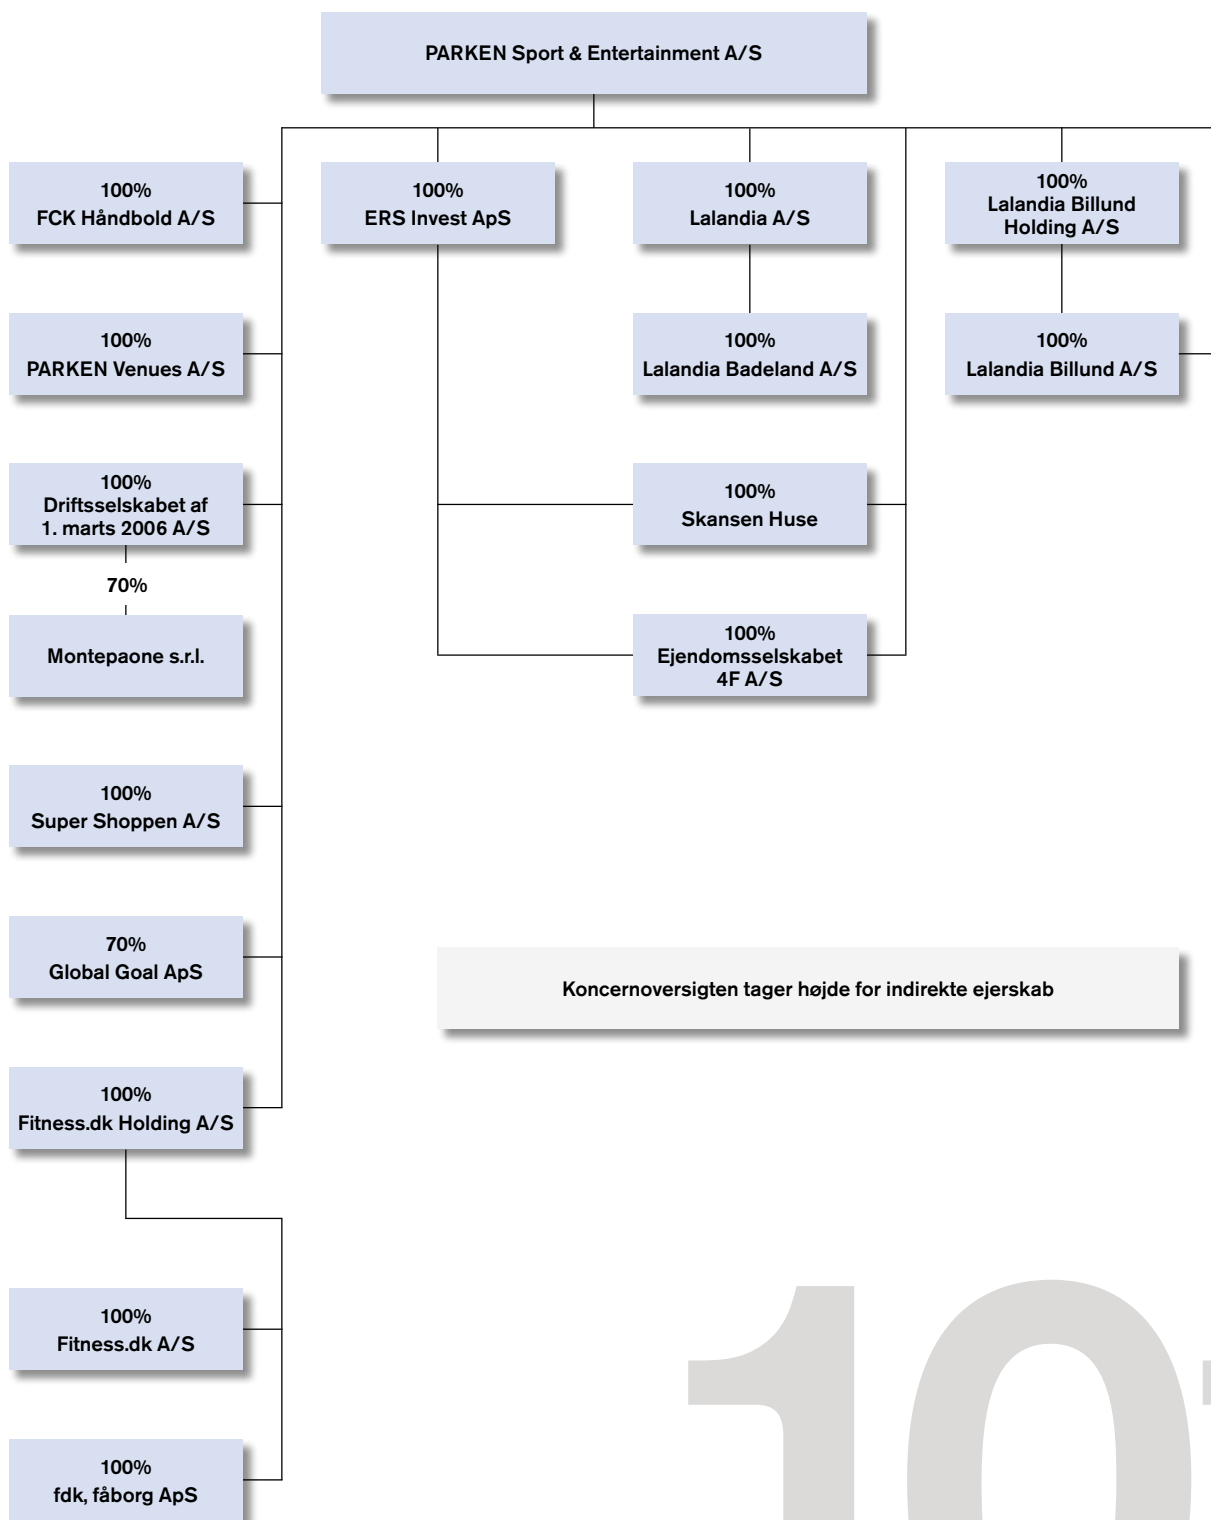 PARKEN Sport & Entertainment A/S
100%
FCK Håndbold A/S
100%
ERS Invest ApS
100%
Lalandia A/S
100%
Lalandia Billund
Holding A/S
100%
PARKEN Venues A/S
100%
Lalandia Badeland A/S
100%
Lalandia Billund A/S
100%
Driftsselskabet af
1. marts 2006 A/S
100%
Skansen Huse
70%
Montepaone s.r.l.
100%
Ejendomsselskabet
4F A/S
100%
Super Shoppen A/S
70%
Global Goal ApS
Koncernoversigten tager højde for indirekte ejerskab
100%
Fitness.dk Holding A/S
100%
Fitness.dk A/S
100%
fdk, fåborg ApS
10